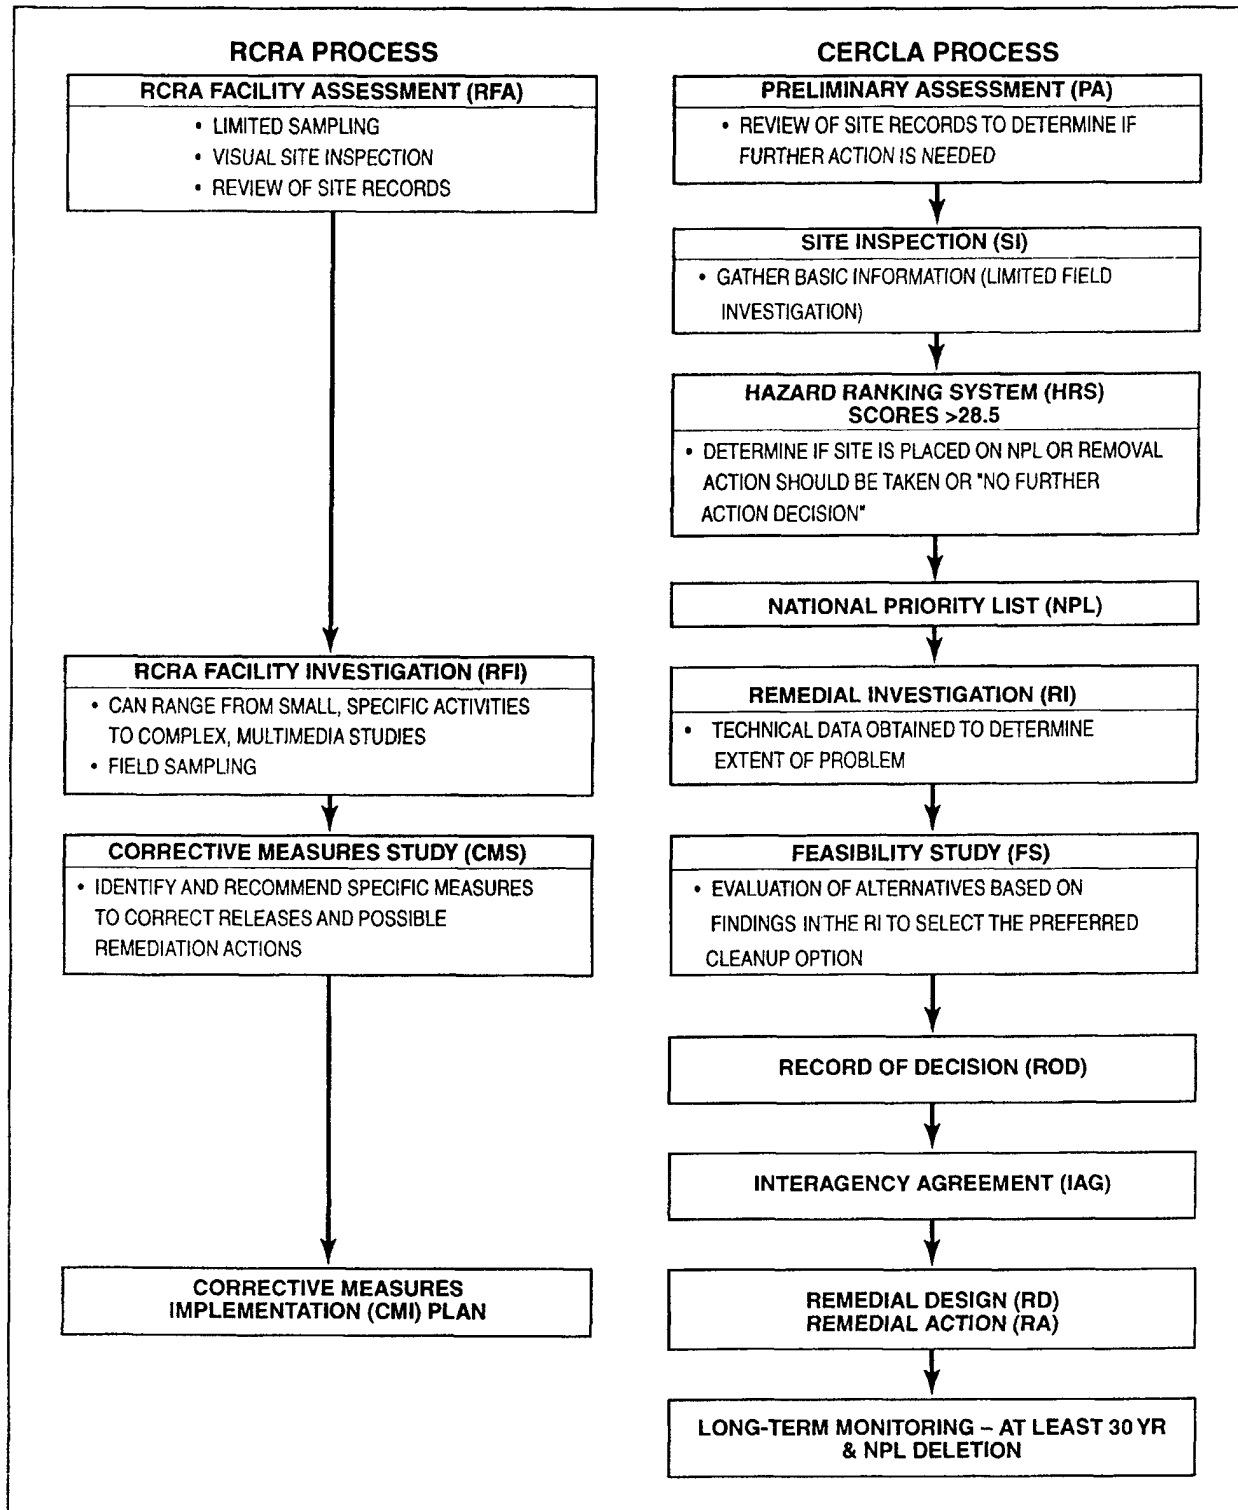 RCRA PROCESS
RCRA FACILITY ASSESSMENT (RFA)
• LIMITED SAMPLING
• VISUAL SITE INSPECTION
• REVIEW OF SITE RECORDS
RCRA FACILITY INVESTIGATION (RFI)
• CAN RANGE FROM SMALL, SPECIFIC ACTIVITIES
TO COMPLEX, MULTIMEDIA STUDIES
• FIELD SAMPLING
CORRECTIVE MEASURES STUDY (CMS)
• IDENTIFY AND RECOMMEND SPECIFIC MEASURES
TO CORRECT RELEASES AND POSSIBLE
REMEDIATION ACTIONS
CORRECTIVE MEASURES
IMPLEMENTATION (CMI) PLAN
CERCLA PROCESS
PRELIMINARY ASSESSMENT (PA)
• REVIEW OF SITE RECORDS TO DETERMINE IF
FURTHER ACTION IS NEEDED
SITE INSPECTION (SI)
• GATHER BASIC INFORMATION (LIMITED FIELD
INVESTIGATION)
HAZARD RANKING SYSTEM (HRS)
SCORES >28.5
• DETERMINE IF SITE IS PLACED ON NPL OR REMOVAL
ACTION SHOULD BE TAKEN OR "NO FURTHER
ACTION DECISION"
NATIONAL PRIORITY LIST (NPL)
REMEDIAL INVESTIGATION (RI)
• TECHNICAL DATA OBTAINED TO DETERMINE
EXTENT OF PROBLEM
FEASIBILITY STUDY (FS)
• EVALUATION OF ALTERNATIVES BASED ON
FINDINGS IN THE RI TO SELECT THE PREFERRED
CLEANUP OPTION
RECORD OF DECISION (ROD)
INTERAGENCY AGREEMENT (IAG)
REMEDIAL DESIGN (RD)
REMEDIAL ACTION (RA)
LONG-TERM MONITORING – AT LEAST 30 YR
& NPL DELETION